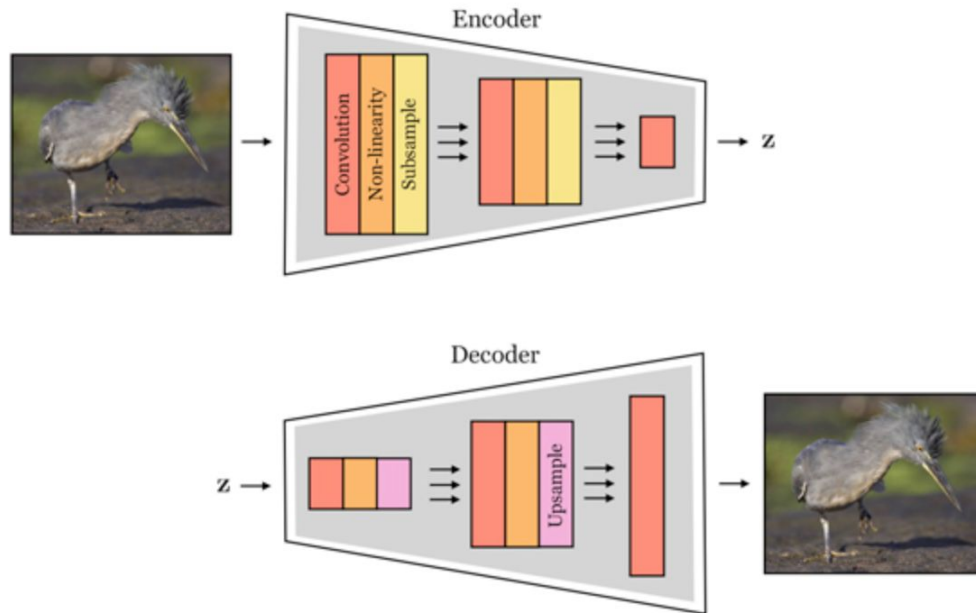 Encoder
Convolution
Non-linearity
Subsample
z
Decoder
z
Upsample